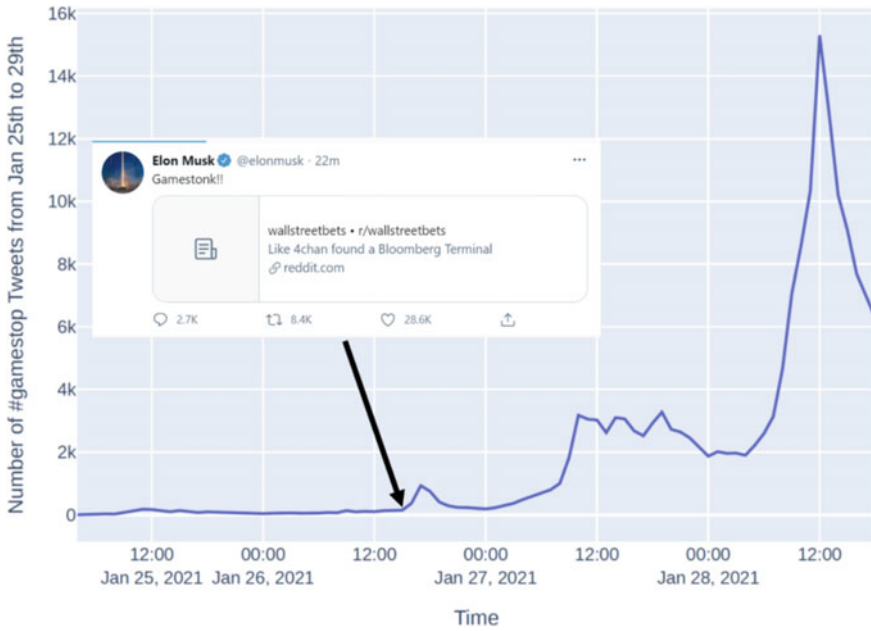 Number of #gamestop Tweets from Jan 25th to 29th
16k
14k
12k
10k
8k
6k
4k
2k
0
Elon Musk @elonmusk · 22m
Gamestonk!!
wallstreetbets • r/wallstreetbets
Like 4chan found a Bloomberg Terminal
reddit.com
2.7K 8.4K 28.6K
12:00 00:00 12:00 00:00 12:00 00:00 12:00
Jan 25, 2021 Jan 26, 2021 Jan 27, 2021 Jan 28, 2021
Time